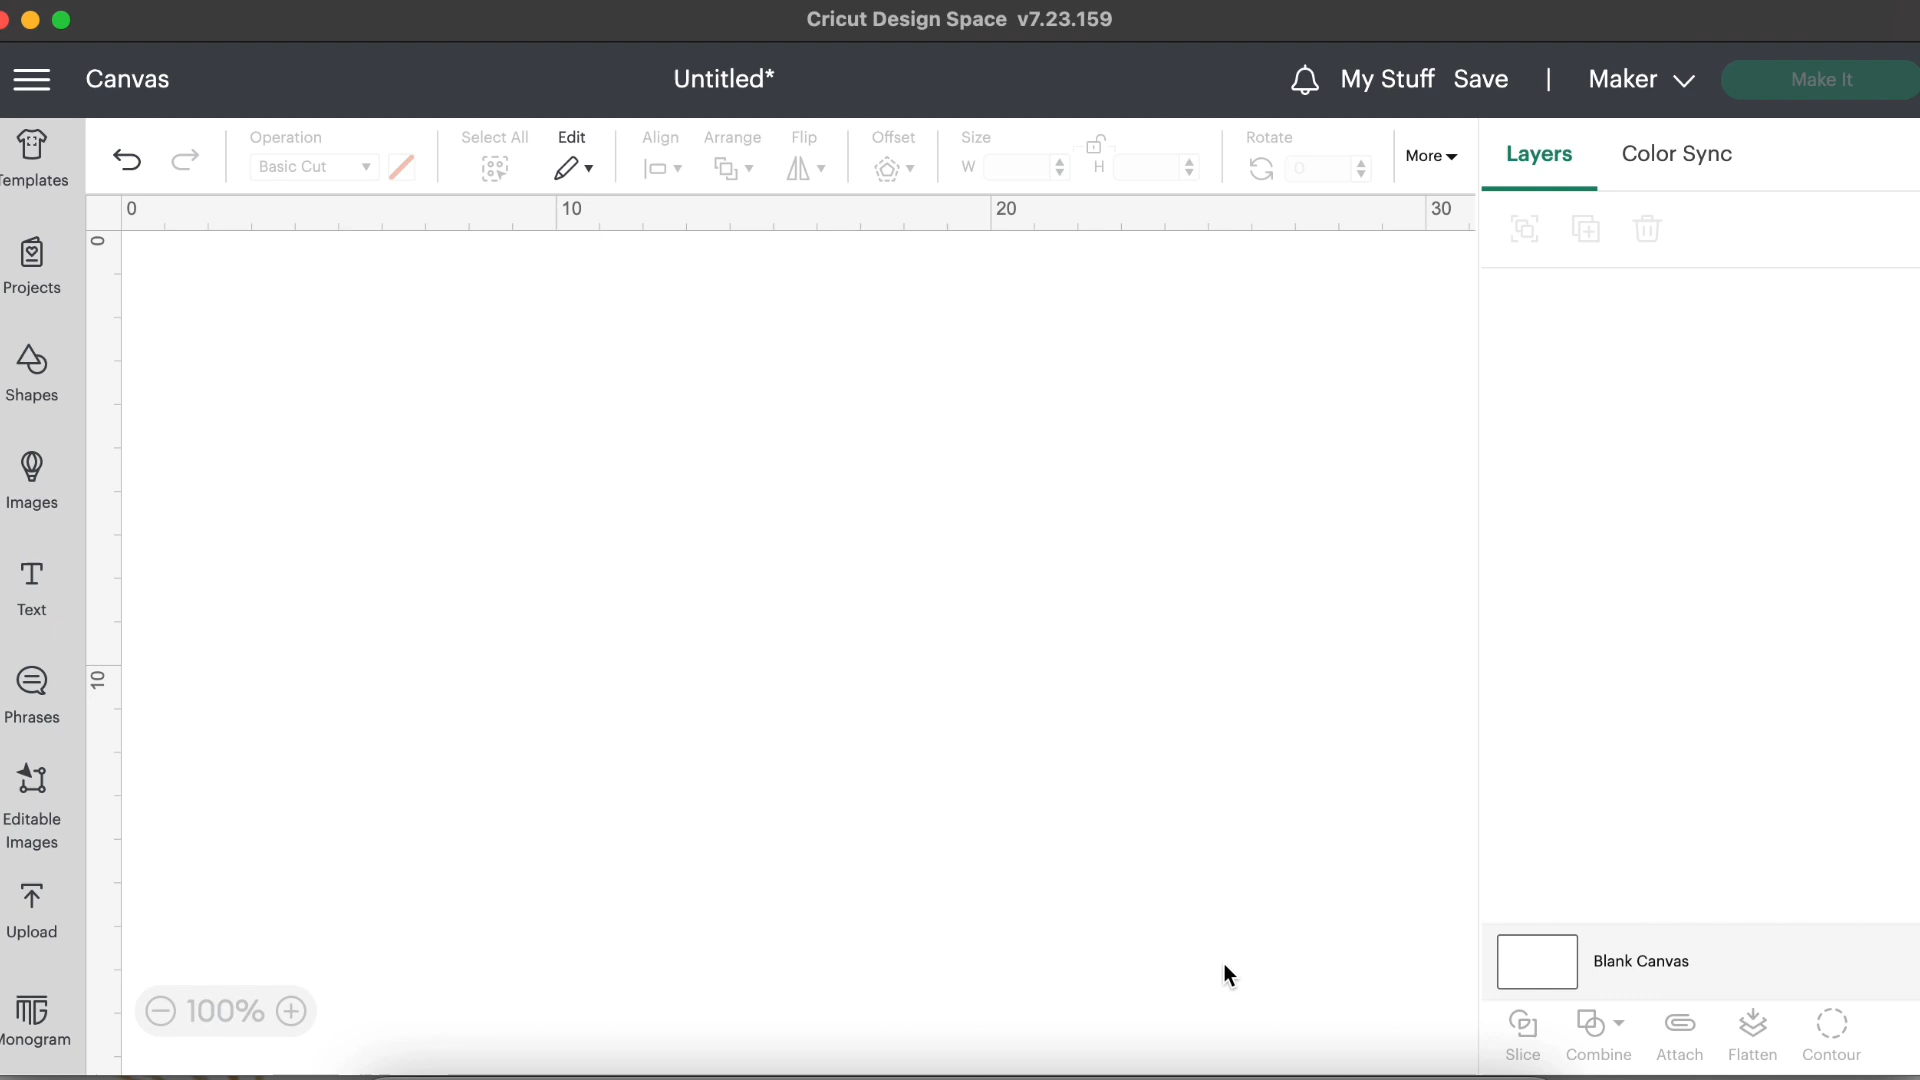 Cricut Design Space v7.23.159
Canvas
Untitled*
My Stuff Save | Maker
Make It
Templates
Projects
Shapes
Images
Text
Phrases
Editable
Images
Upload
Monogram
Operation
Basic Cut
Select All
Edit
Align
Arrange
Flip
Offset
Size
W
H
Rotate
0
More
0
10
20
30
0
10
100%
Layers
Color Sync
Blank Canvas
Slice
Combine
Attach
Flatten
Contour